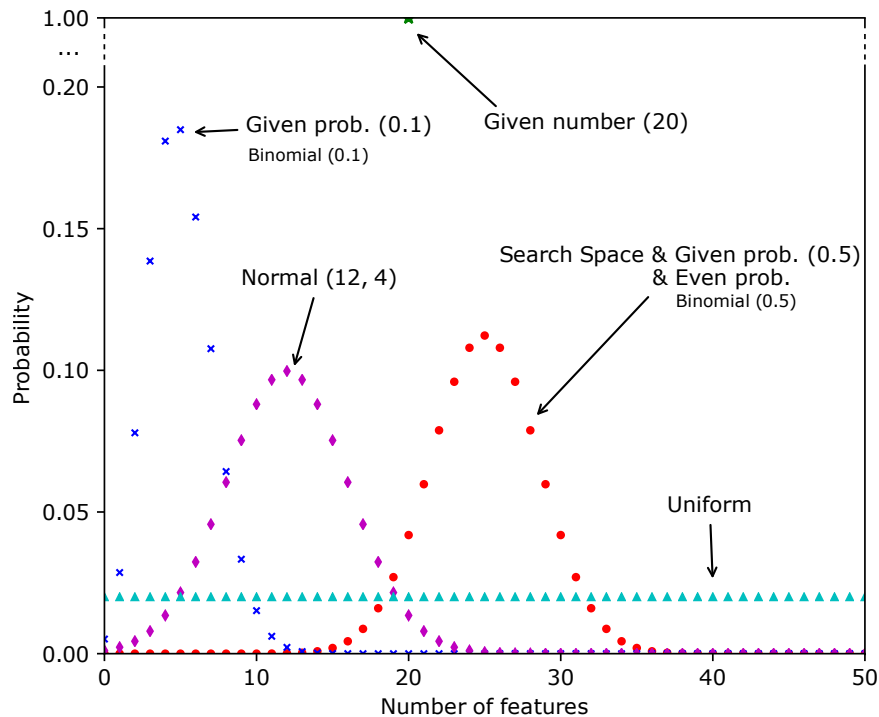 1.00
...
0.20
Given prob. (0.1)
Binomial (0.1)
Given number (20)
0.15
Search Space & Given prob. (0.5)
& Even prob.
Binomial (0.5)
Normal (12, 4)
Probability
0.10
0.05
Uniform
0.00
0 10 20 30 40 50
Number of features